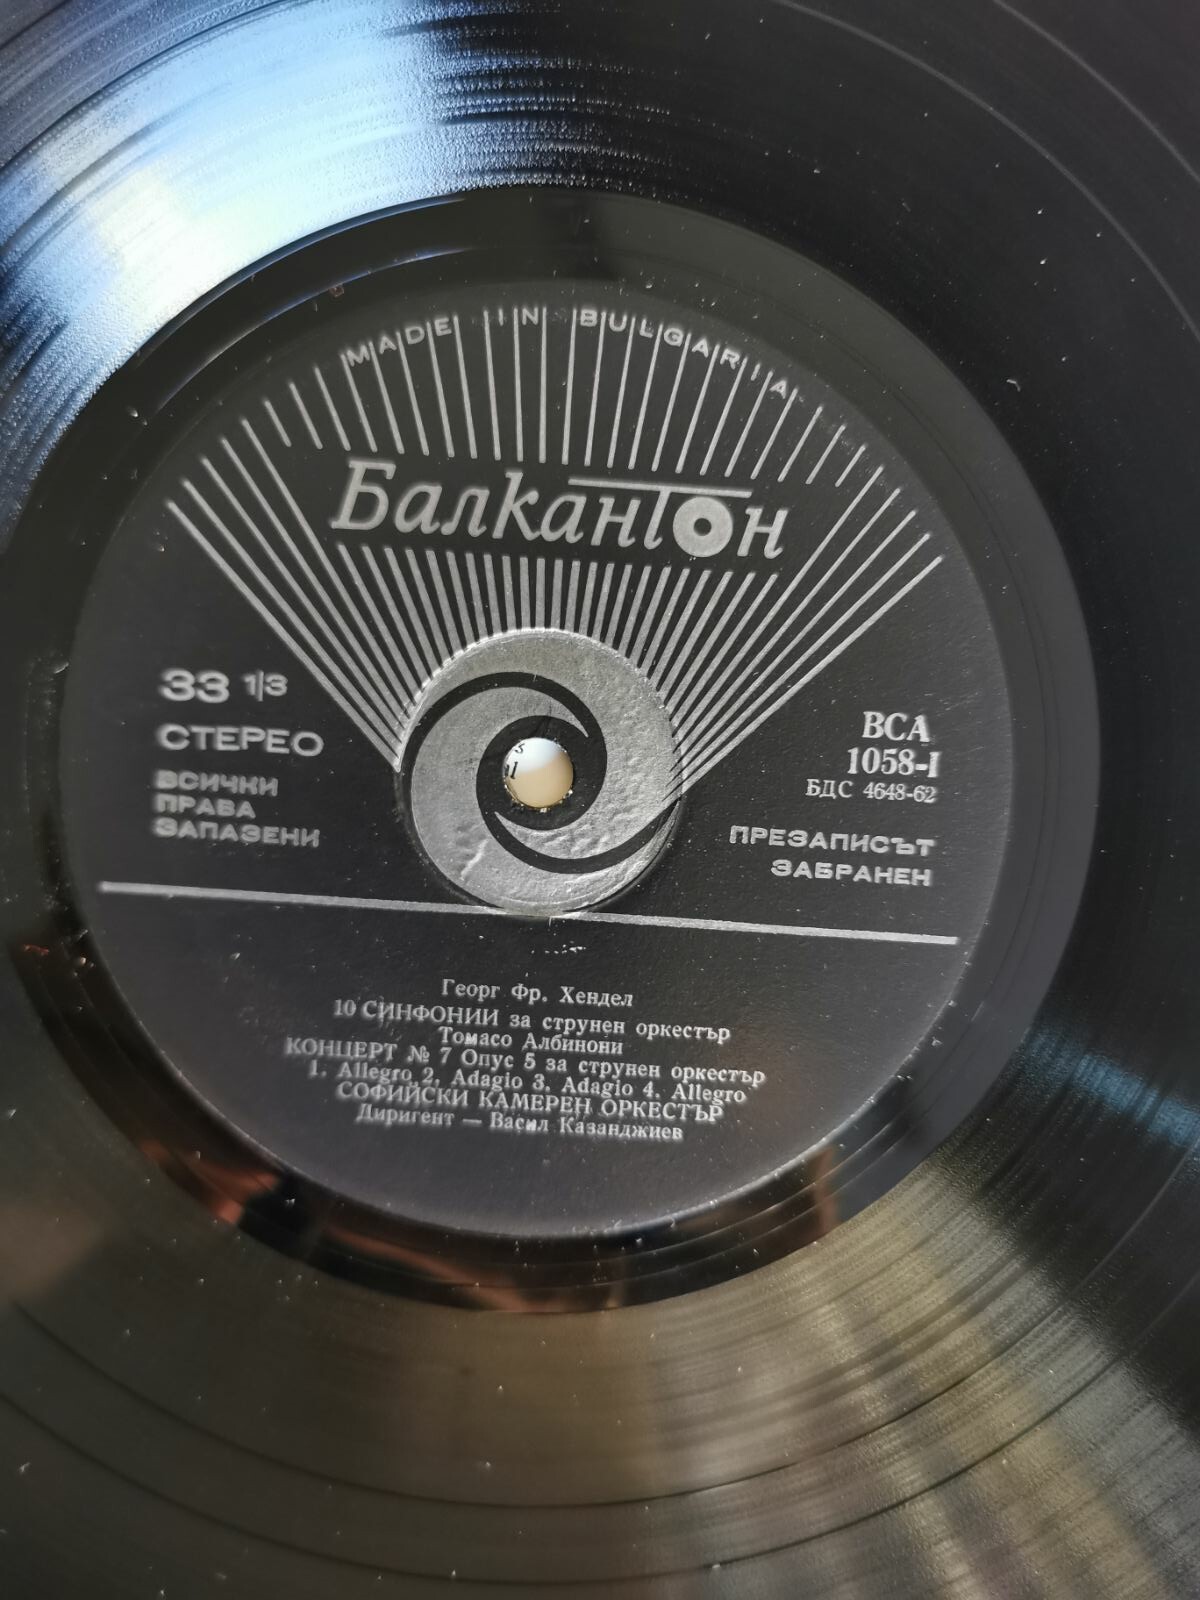 MADE IN BULGARIA
Балкантон
33 1/3
СТЕРЕО
ВСИЧКИ
ПРАВА
ЗАПАЗЕНИ
ВСА
1058-I
БДС 4648-62
ПРЕЗАПИСЪТ
ЗАБРАНЕН
Георг Фр. Хендел
10 СИНФОНИИ за струнен оркестър
Томасо Албинони
КОНЦЕРТ № 7 Опус 5 за струнен оркестър
1. Allegro 2. Adagio 3. Adagio 4. Allegro
СОФИЙСКИ КАМЕРЕН ОРКЕСТЪР
Диригент — Васил Казанджиев